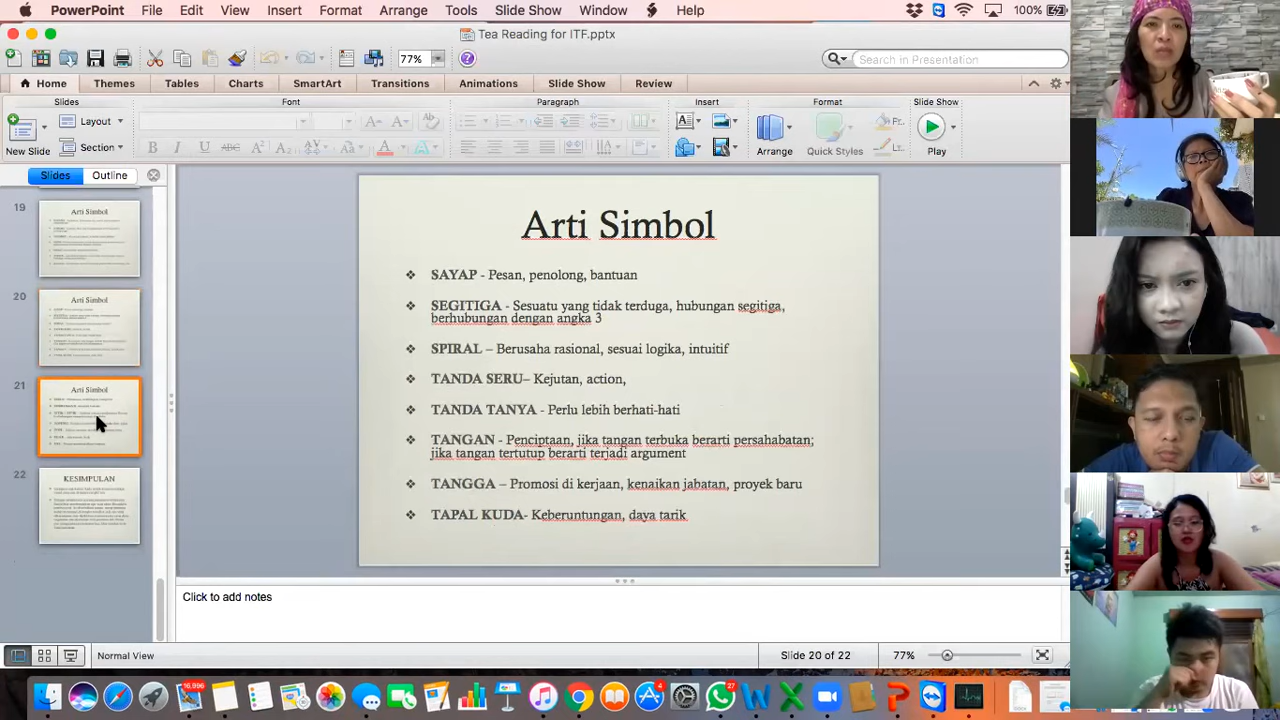 PowerPoint File Edit View Insert Format Arrange Tools Slide Show Window Help 100%
Tea Reading for ITF.pptx
77% Search in Presentation
Home Themes Tables Charts SmartArt Transitions Animations Slide Show Review
Slides Font Paragraph Insert Format Slide Show
New Slide Layout Section Arrange Quick Styles Play
Slides Outline
19 Arti Simbol
20 Arti Simbol
21 Arti Simbol
22 KESIMPULAN
Arti Simbol
❖ SAYAP - Pesan, penolong, bantuan
❖ SEGITIGA - Sesuatu yang tidak terduga, hubungan segitiga,
berhubungan dengan angka 3
❖ SPIRAL – Berusaha rasional, sesuai logika, intuitif
❖ TANDA SERU– Kejutan, action,
❖ TANDA TANYA - Perlu lebih berhati-hati
❖ TANGAN - Penciptaan, jika tangan terbuka berarti persahabatan;
jika tangan tertutup berarti terjadi argument
❖ TANGGA – Promosi di kerjaan, kenaikan jabatan, proyek baru
❖ TAPAL KUDA- Keberuntungan, daya tarik,
Click to add notes
Normal View Slide 20 of 22 77%